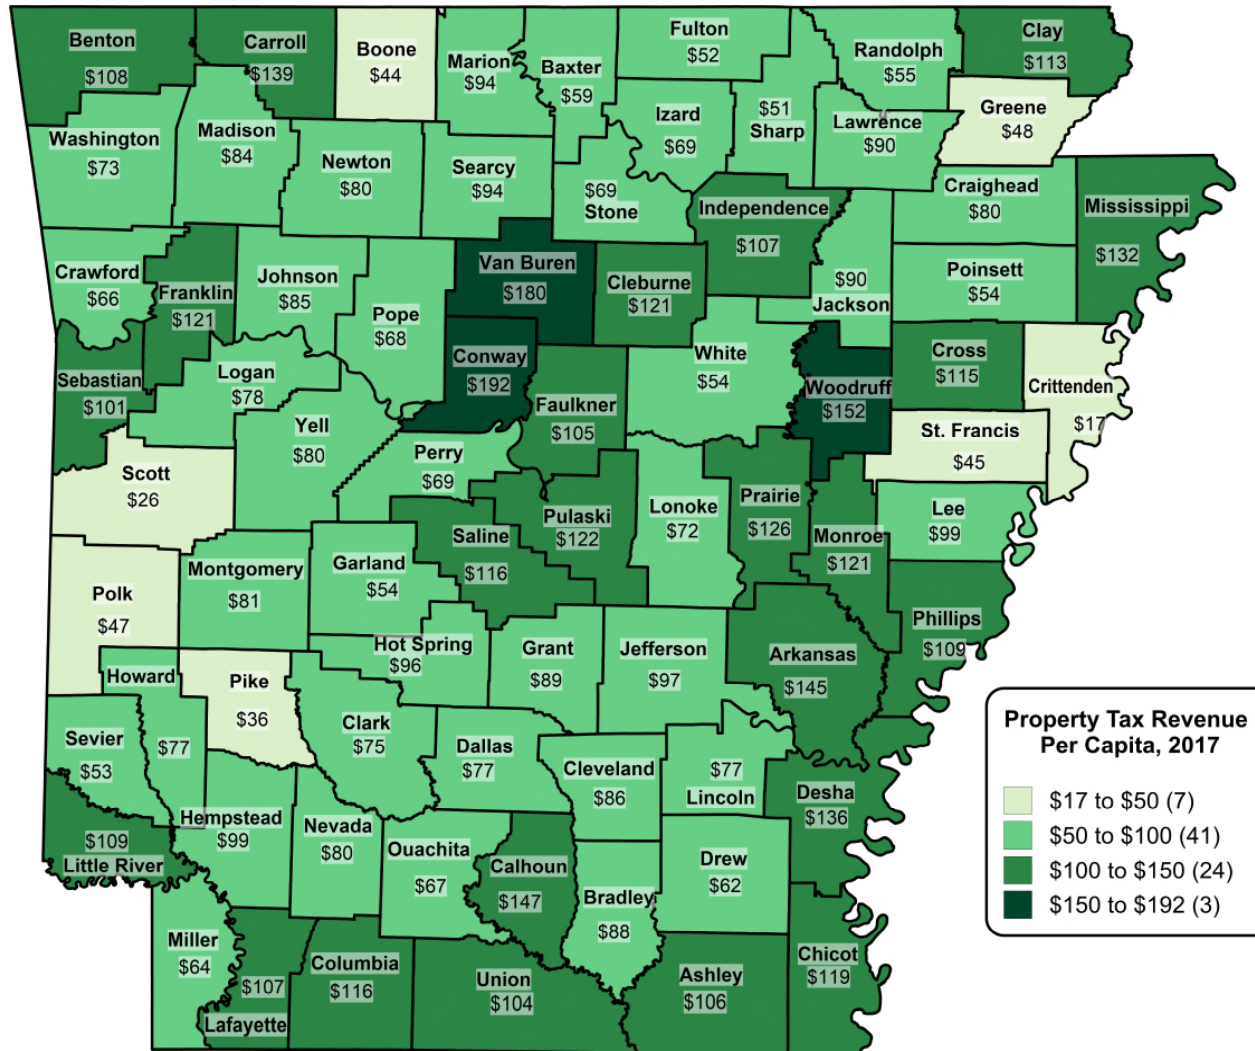 Benton
$108
Carroll
$139
Boone
$44
Marion
$94
Baxter
$59
Fulton
$52
Randolph
$55
Clay
$113
Washington
$73
Madison
$84
Newton
$80
Searcy
$94
$69
Stone
Izard
$69
$51
Sharp
Lawrence
$90
Greene
$48
Crawford
$66
Franklin
$121
Johnson
$85
Pope
$68
Van Buren
$180
Cleburne
$121
Independence
$107
$90
Jackson
Craighead
$80
Poinsett
$54
Mississippi
$132
Sebastian
$101
Logan
$78
Conway
$192
Faulkner
$105
White
$54
Woodruff
$152
Cross
$115
Crittenden
$17
Scott
$26
Yell
$80
Perry
$69
St. Francis
$45
Saline
$116
Pulaski
$122
Lonoke
$72
Prairie
$126
Monroe
$121
Lee
$99
Polk
$47
Montgomery
$81
Garland
$54
Hot Spring
$96
Grant
$89
Jefferson
$97
Arkansas
$145
Phillips
$109
Howard
$77
Pike
$36
Clark
$75
Dallas
$77
Cleveland
$86
$77
Lincoln
Desha
$136
Sevier
$53
$109
Little River
Hempstead
$99
Nevada
$80
Ouachita
$67
Calhoun
$147
Bradley
$88
Drew
$62
Miller
$64
$107
Lafayette
Columbia
$116
Union
$104
Ashley
$106
Chicot
$119
Property Tax Revenue
Per Capita, 2017
$17 to $50 (7)
$50 to $100 (41)
$100 to $150 (24)
$150 to $192 (3)